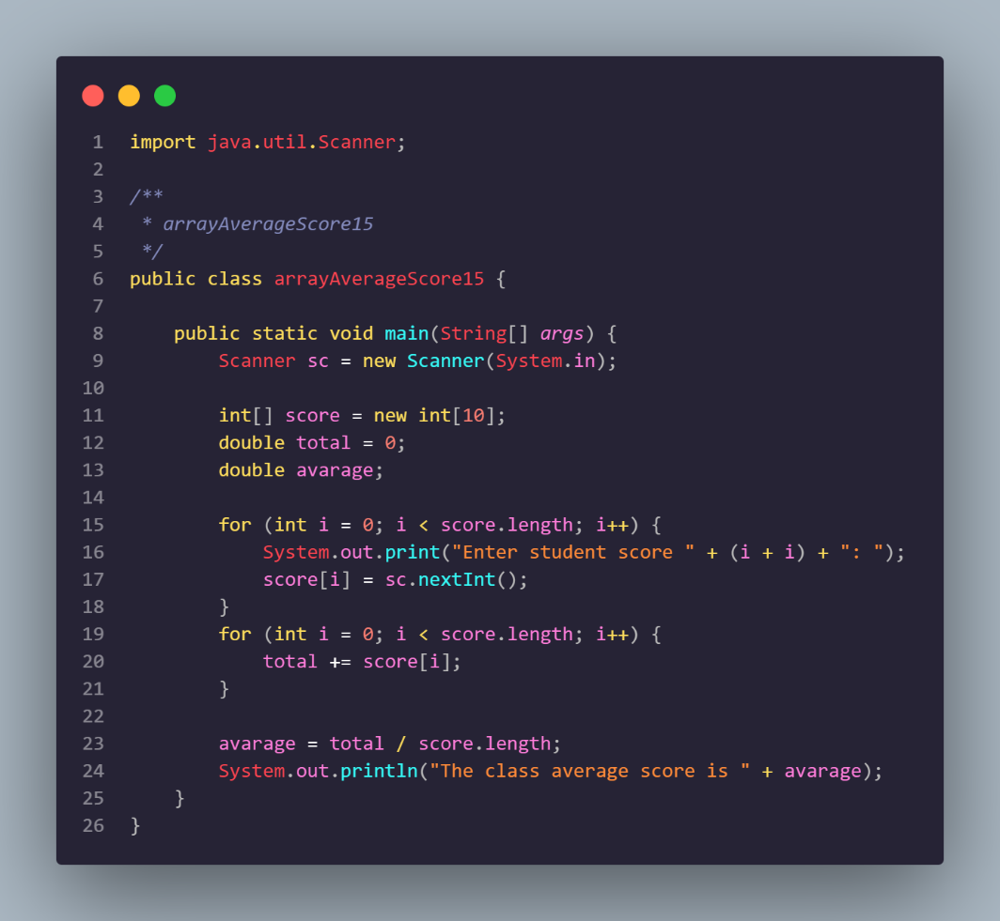 1 import java.util.Scanner;
2
3 /**
4  * arrayAverageScore15
5  */
6 public class arrayAverageScore15 {
7
8     public static void main(String[] args) {
9         Scanner sc = new Scanner(System.in);
10
11         int[] score = new int[10];
12         double total = 0;
13         double avarage;
14
15         for (int i = 0; i < score.length; i++) {
16             System.out.print("Enter student score " + (i + i) + ": ");
17             score[i] = sc.nextInt();
18         }
19         for (int i = 0; i < score.length; i++) {
20             total += score[i];
21         }
22
23         avarage = total / score.length;
24         System.out.println("The class average score is " + avarage);
25     }
26 }